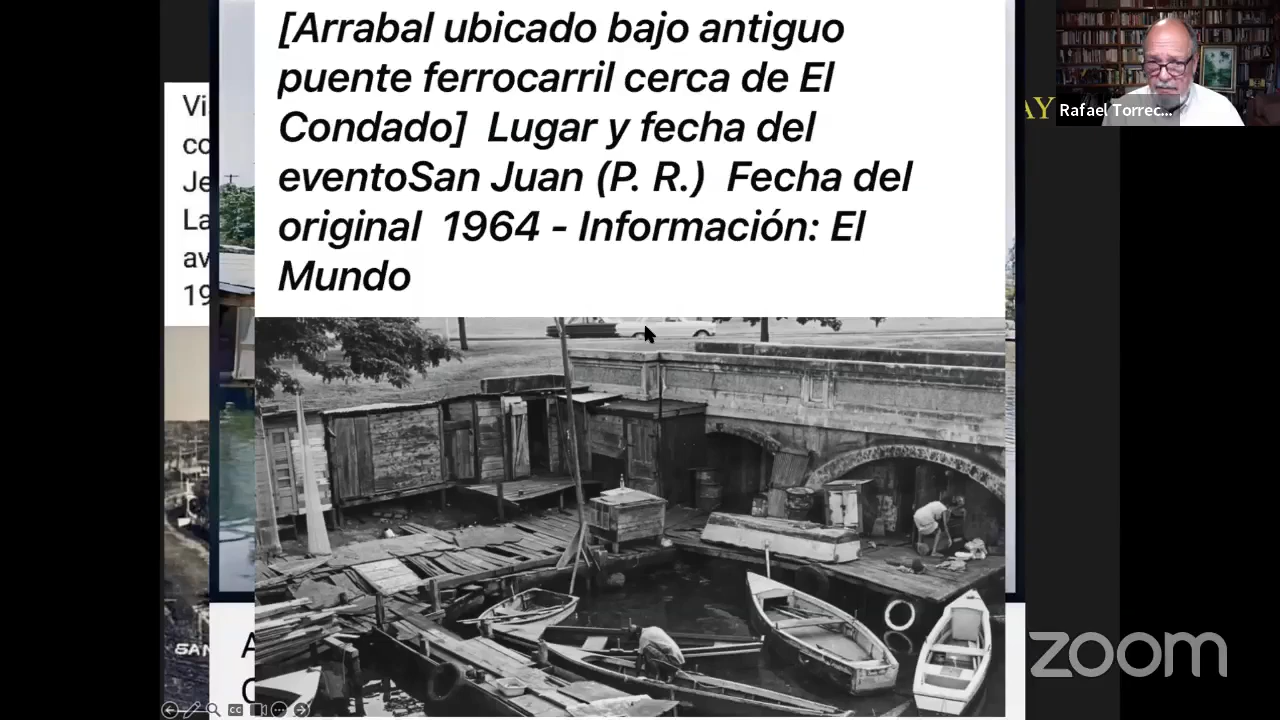 [Arrabal ubicado bajo antiguo
puente ferrocarril cerca de El
Condado] Lugar y fecha del
eventoSan Juan (P. R.) Fecha del
original 1964 - Información: El
Mundo
Rafael Torrec...
zoom